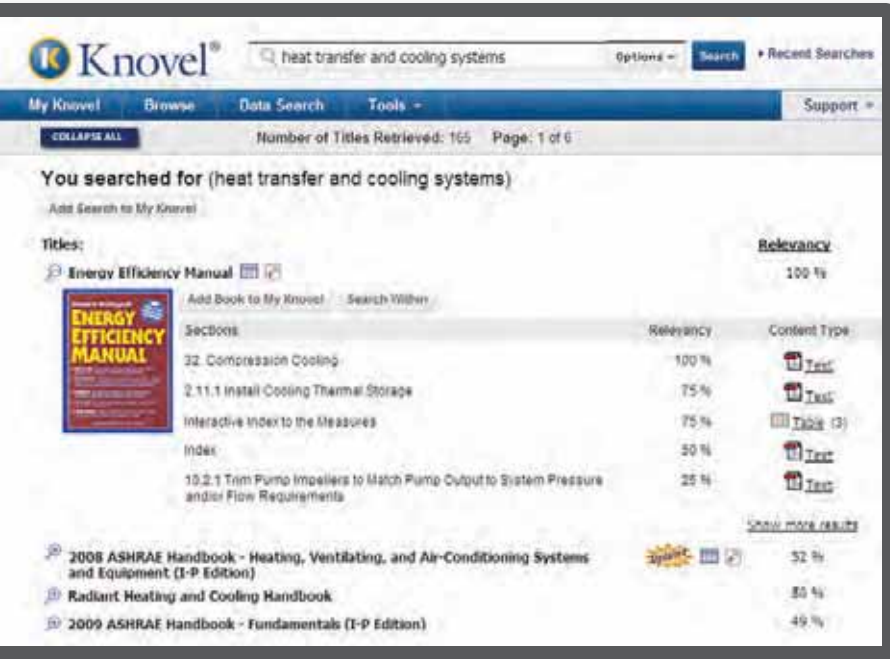 Knovel®
heat transfer and cooling systems
Options
Search
Recent Searches
My Knovel Browse Data Search Tools
Support
COLLAPSE ALL
Number of Titles Retrieved: 165 Page: 1 of 6
You searched for (heat transfer and cooling systems)
Add Search to My Knovel
Titles:
Relevancy
Energy Efficiency Manual
100 %
ENERGY
EFFICIENCY
MANUAL
Add Book to My Knovel Search Within
Sections Relevancy Content Type
32. Compression Cooling 100 % Text
2.11.1 Install Cooling Thermal Storage 75 % Text
Interactive Index to the Measures 75 % Table (3)
Index 50 % Text
10.2.1 Trim Pump Impellers to Match Pump Output to System Pressure 25 % Text
and/or Flow Requirements
Show more results
2008 ASHRAE Handbook - Heating, Ventilating, and Air-Conditioning Systems 52 %
and Equipment (I-P Edition)
Radiant Heating and Cooling Handbook
2009 ASHRAE Handbook - Fundamentals (I-P Edition) 49 %